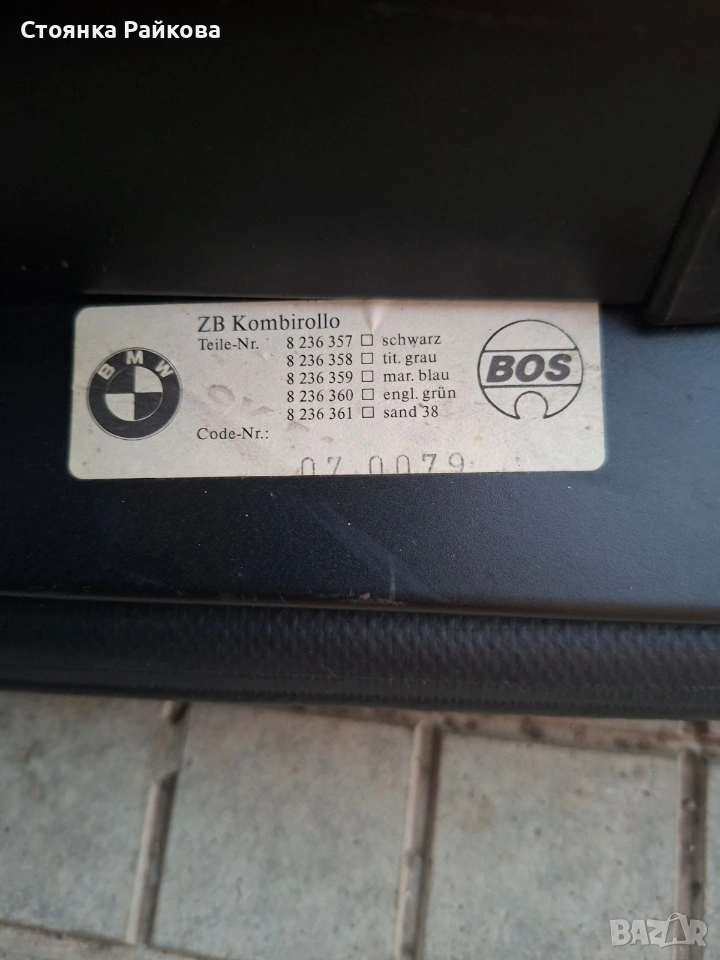 Стоянка Райкова
ZB Kombirollo
Teile-Nr. 8 236 357 □ schwarz
8 236 358 □ tit. grau
8 236 359 □ mar. blau
8 236 360 □ engl. grün
8 236 361 □ sand 38
Code-Nr.:
07 0079
BMW
BOS
BAZAR